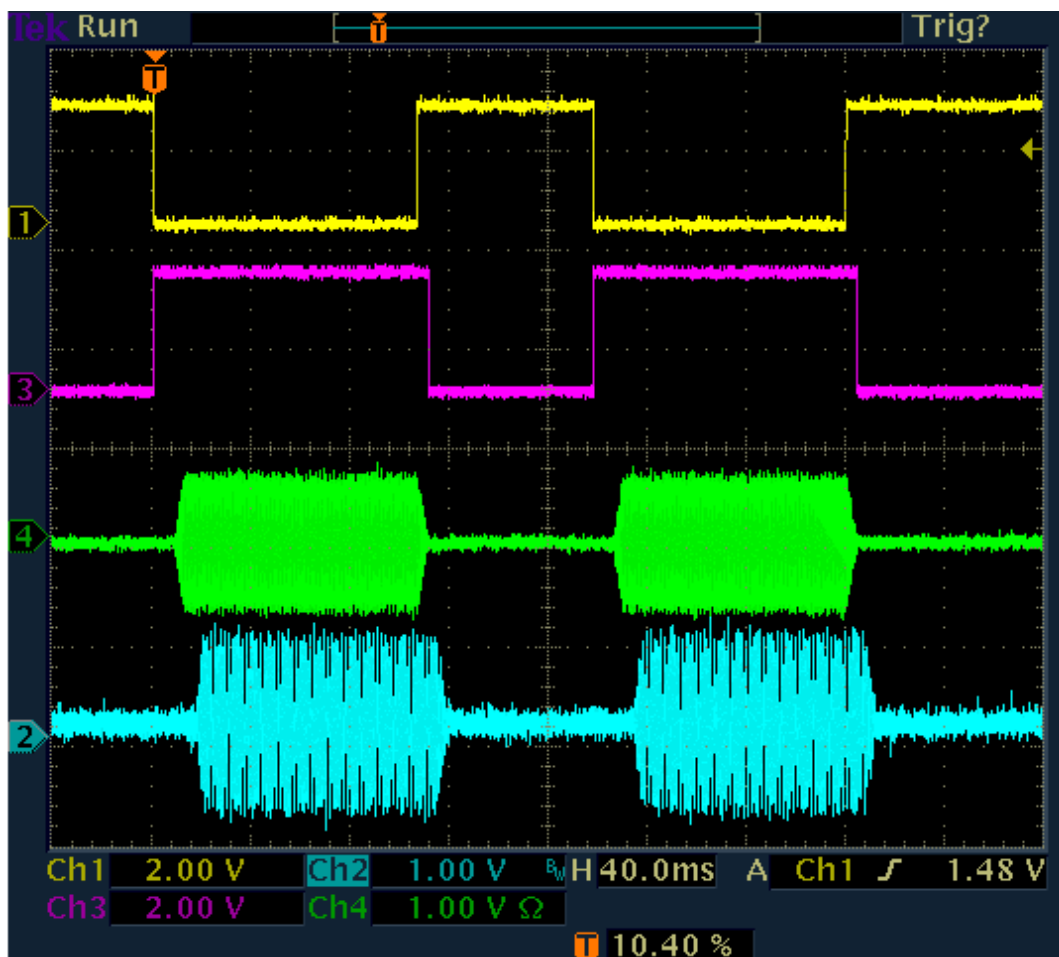 Tek Run Trig?
T
T
1
3
4
2
Ch1 2.00 V Ch2 1.00 V BW H 40.0ms A Ch1 1.48 V
Ch3 2.00 V Ch4 1.00 V Ω
T 10.40 %